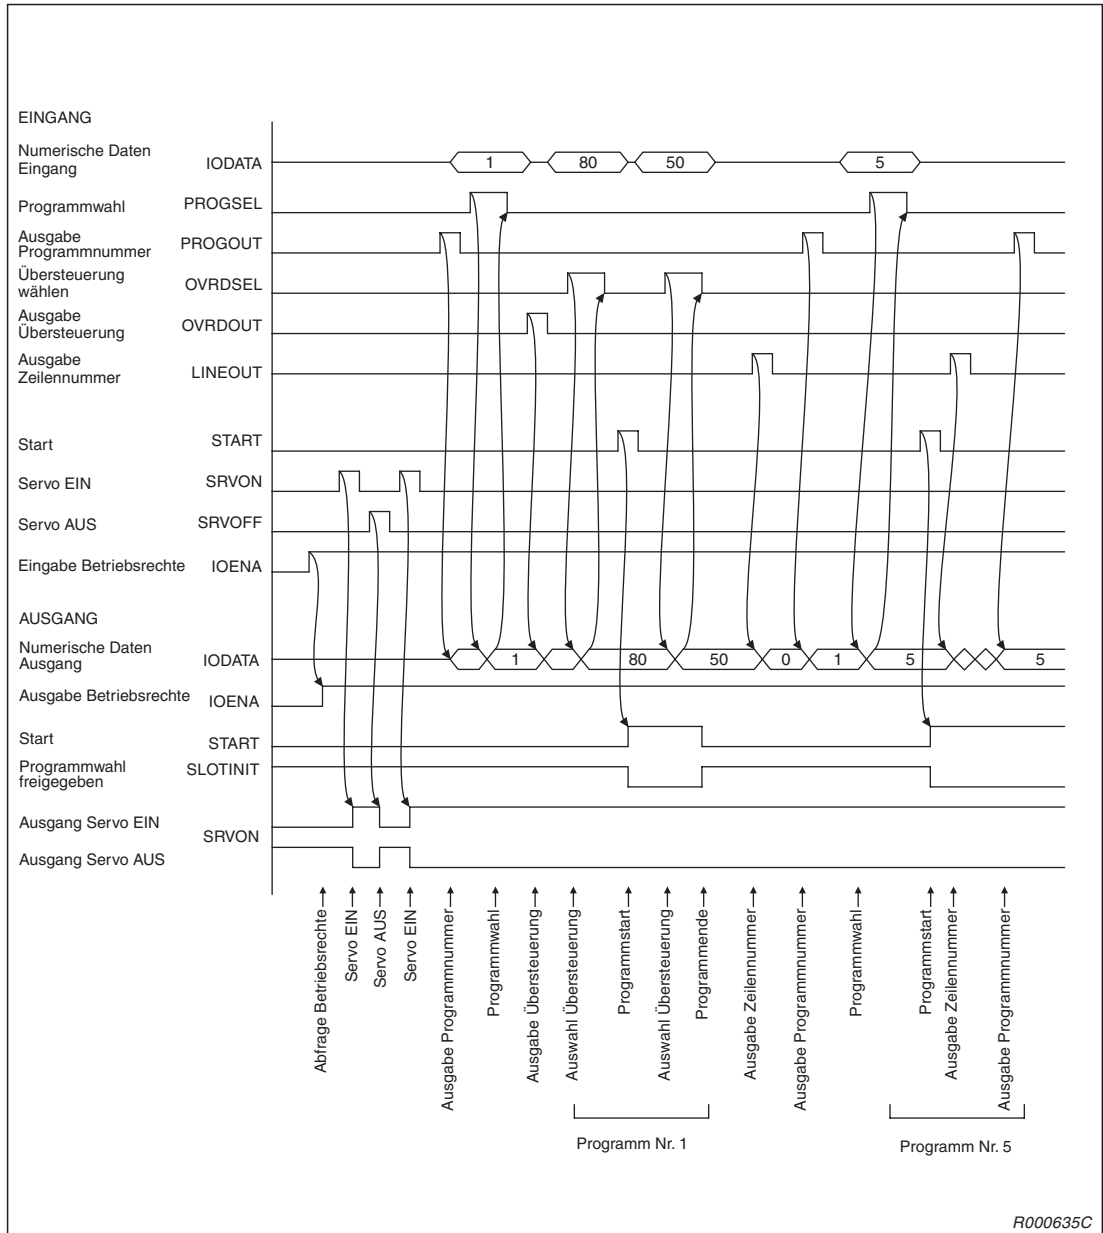 EINGANG
Numerische Daten
Eingang
IODATA
1
80
50
5
Programmwahl
PROGSEL
Ausgabe
Programmnummer
PROGOUT
Übersteuerung
wählen
OVRDSEL
Ausgabe
Übersteuerung
OVRDOUT
Ausgabe
Zeilennummer
LINEOUT
Start
START
Servo EIN
SRVON
Servo AUS
SRVOFF
Eingabe Betriebsrechte
IOENA
AUSGANG
Numerische Daten
Ausgang
IODATA
1
80
50
0
1
5
5
Ausgabe Betriebsrechte
IOENA
Start
START
Programmwahl
freigegeben
SLOTINIT
Ausgang Servo EIN
SRVON
Ausgang Servo AUS
Abfrage Betriebsrechte
Servo EIN
Servo AUS
Servo EIN
Ausgabe Programmnummer
Programmwahl
Ausgabe Übersteuerung
Auswahl Übersteuerung
Programmstart
Auswahl Übersteuerung
Programmende
Ausgabe Zeilennummer
Ausgabe Programmnummer
Programmwahl
Programmstart
Ausgabe Zeilennummer
Ausgabe Programmnummer
Programm Nr. 1
Programm Nr. 5
R000635C